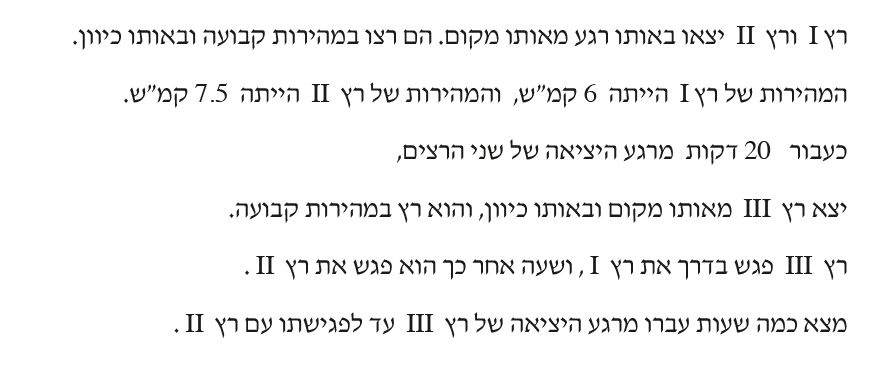 רץ I ורץ II יצאו באותו רגע מאותו מקום. הם רצו במהירות קבועה ובאותו כיוון.
המהירות של רץ I הייתה 6 קמ״ש, והמהירות של רץ II הייתה 7.5 קמ״ש.
כעבור 20 דקות מרגע היציאה של שני הרצים,
יצא רץ III מאותו מקום ובאותו כיוון, והוא רץ במהירות קבועה.
רץ III פגש בדרך את רץ I , ושעה אחר כך הוא פגש את רץ II .
מצא כמה שעות עברו מרגע היציאה של רץ III עד לפגישתו עם רץ II .